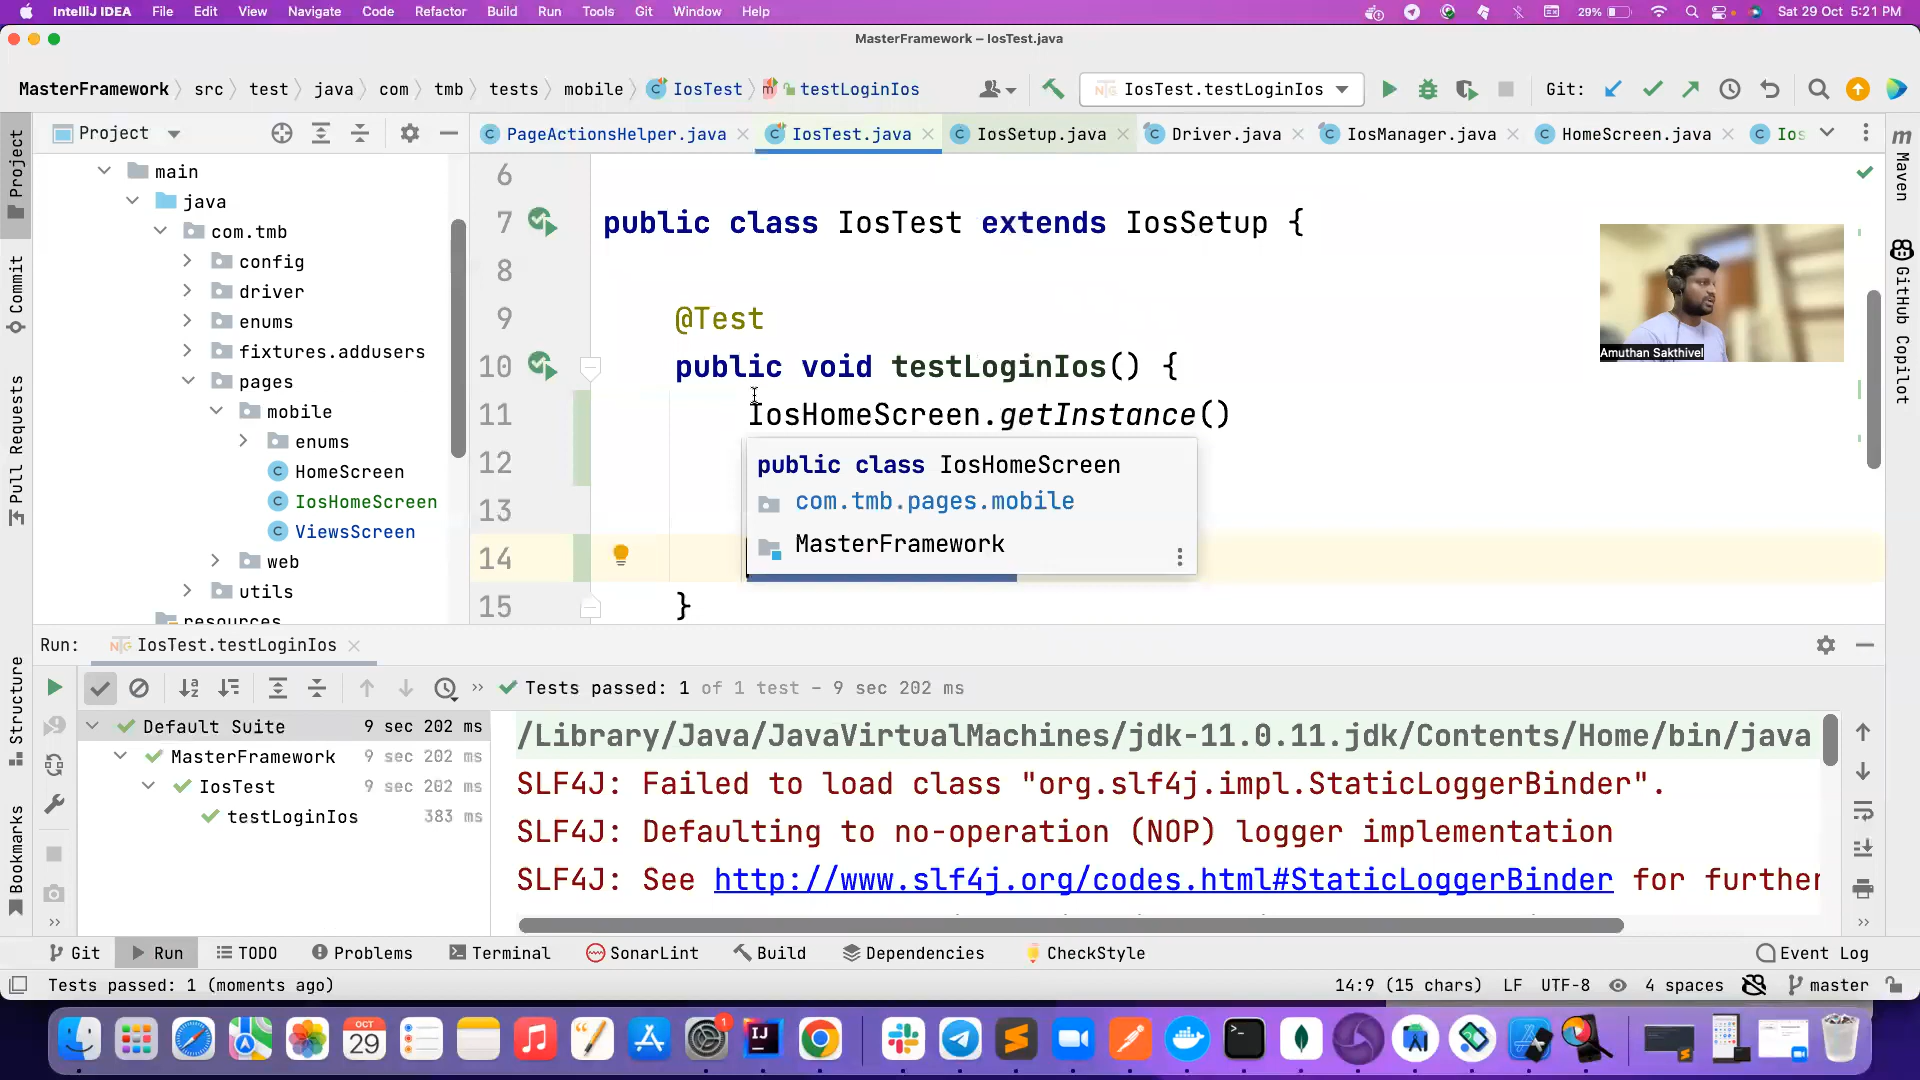 IntelliJ IDEA File Edit View Navigate Code Refactor Build Run Tools Git Window Help 29% Sat 29 Oct 5:21 PM
MasterFramework – IosTest.java
MasterFramework src test java com tmb tests mobile IosTest testLoginIos IosTest.testLoginIos Git:
Project PageActionsHelper.java IosTest.java IosSetup.java Driver.java IosManager.java HomeScreen.java Ios
main
java
com.tmb
config
driver
enums
fixtures.addusers
pages
mobile
enums
HomeScreen
IosHomeScreen
ViewsScreen
web
utils
resources
6
7 public class IosTest extends IosSetup {
8
9 @Test
10 public void testLoginIos() {
11 IosHomeScreen.getInstance()
12
13
14
15 }
public class IosHomeScreen
com.tmb.pages.mobile
MasterFramework
Amuthan Sakthivel
Project
Commit
Pull Requests
Structure
Bookmarks
Maven
GitHub Copilot
Run: IosTest.testLoginIos
Tests passed: 1 of 1 test – 9 sec 202 ms
Default Suite 9 sec 202 ms
MasterFramework 9 sec 202 ms
IosTest 9 sec 202 ms
testLoginIos 383 ms
/Library/Java/JavaVirtualMachines/jdk-11.0.11.jdk/Contents/Home/bin/java
SLF4J: Failed to load class "org.slf4j.impl.StaticLoggerBinder".
SLF4J: Defaulting to no-operation (NOP) logger implementation
SLF4J: See http://www.slf4j.org/codes.html#StaticLoggerBinder for further
Git Run TODO Problems Terminal SonarLint Build Dependencies CheckStyle Event Log
Tests passed: 1 (moments ago) 14:9 (15 chars) LF UTF-8 4 spaces master
OCT
29
1
IJ